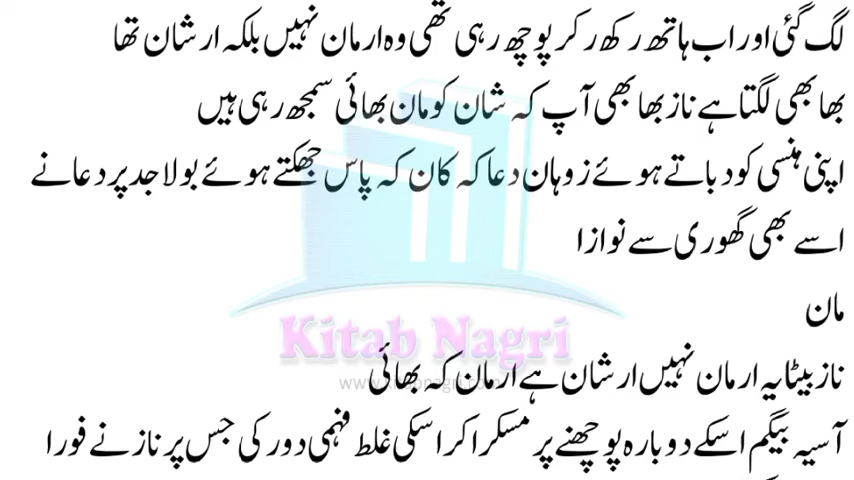 لگ گئی اور اب ہاتھ رکھ رکر پوچھ رہی تھی وہ ارمان نہیں بلکہ ارشان تھا
بھابھی لگتا ہے ناز بھابھی آپ کہ شان کو مان بھائی سمجھ رہی ہیں
اپنی ہنسی کو دباتے ہوئے زوہان دعا کہ کان کہ پاس جھکتے ہوئے بولا جد پر دعا نے
اسے بھی گھوری سے نوازا
مان
Kitab Nagri
ناز بیٹا یہ ارمان نہیں ارشان ہے ارمان کہ بھائی
آسیہ بیگم اسکے دوبارہ پوچھنے پر مسکرا کر اسکی غلط فہمی دور کی جس پر ناز نے فورا